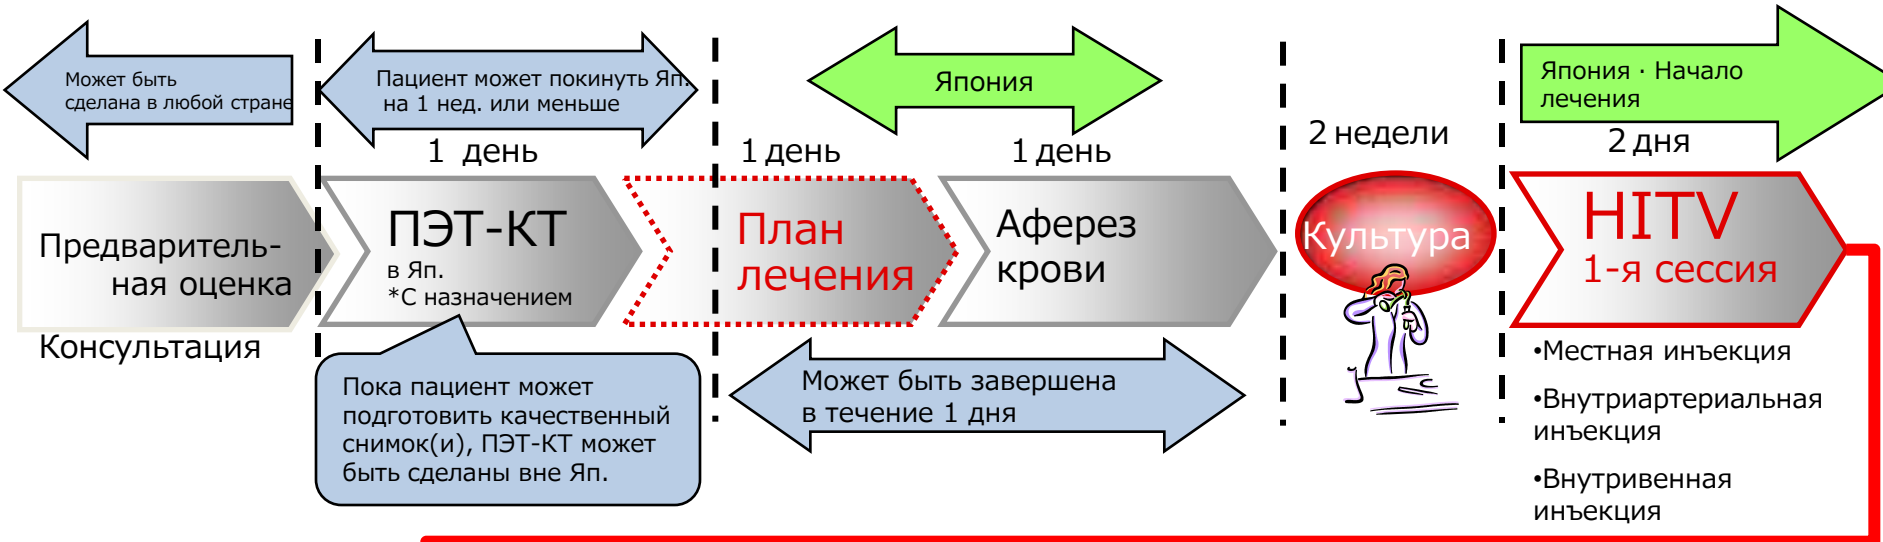 Может быть
сделана в любой стране
Пациент может покинуть Яп.
на 1 нед. или меньше
Япония
Япония · Начало
лечения
1 день
1 день
1 день
2 недели
2 дня
Предваритель-
ная оценка
Консультация
ПЭТ-КТ
в Яп.
*С назначением
План
лечения
Аферез
крови
Культура
HITV
1-я сессия
Пока пациент может
подготовить качественный
снимок(и), ПЭТ-КТ может
быть сделаны вне Яп.
Может быть завершена
в течение 1 дня
•Местная инъекция
•Внутриартериальная
инъекция
•Внутривенная
инъекция